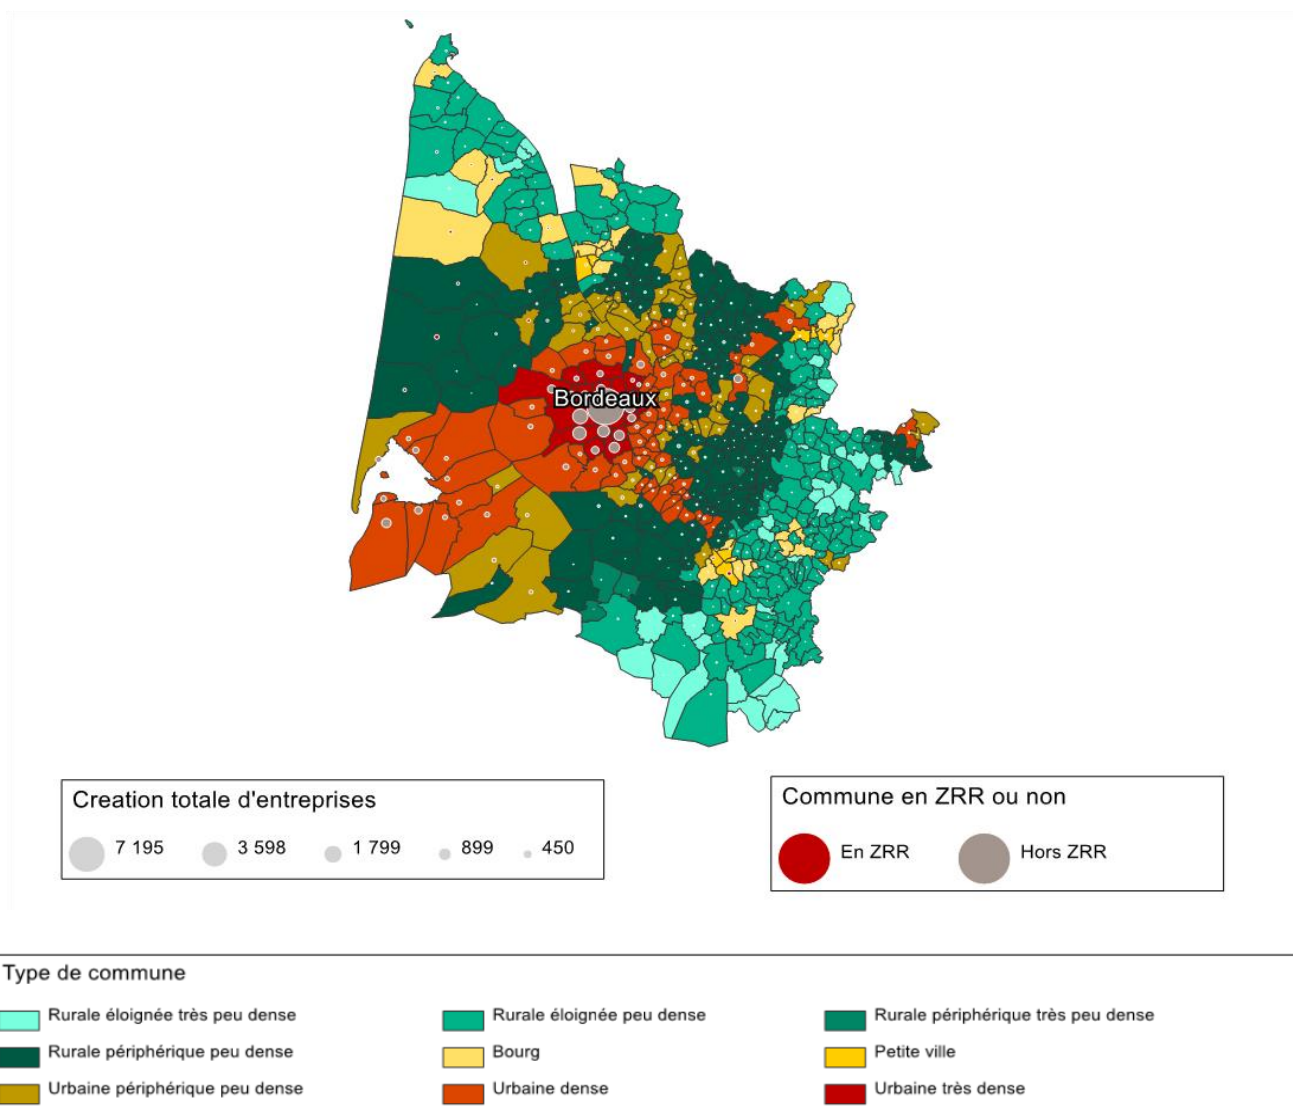 Bordeaux
Creation totale d'entreprises
7 195 3 598 1 799 899 450
Commune en ZRR ou non
En ZRR Hors ZRR
Type de commune
Rurale éloignée très peu dense Rurale éloignée peu dense Rurale périphérique très peu dense
Rurale périphérique peu dense Bourg Petite ville
Urbaine périphérique peu dense Urbaine dense Urbaine très dense